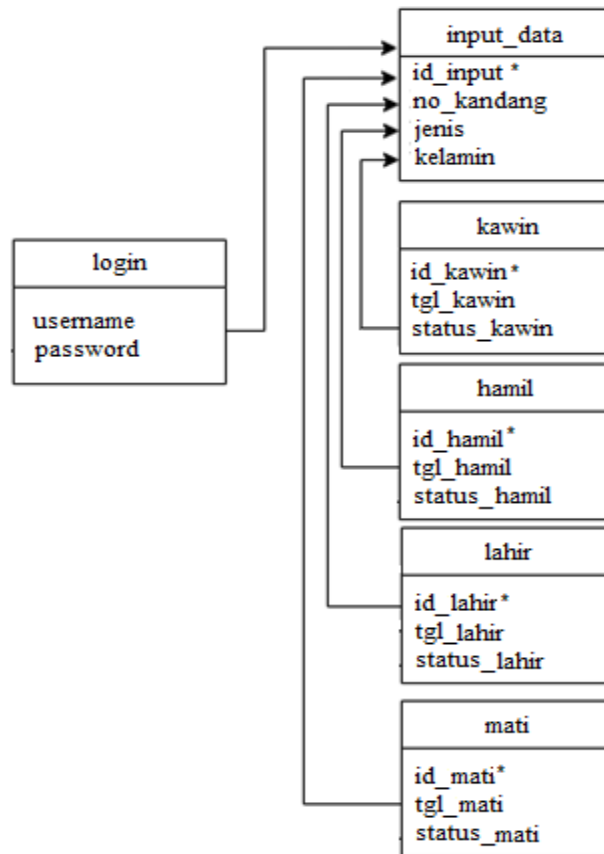 input_data
id_input *
no_kandang
jenis
kelamin
login
username
password
kawin
id_kawin*
tgl_kawin
status_kawin
hamil
id_hamil*
tgl_hamil
status_hamil
lahir
id_lahir*
tgl_lahir
status_lahir
mati
id_mati*
tgl_mati
status_mati